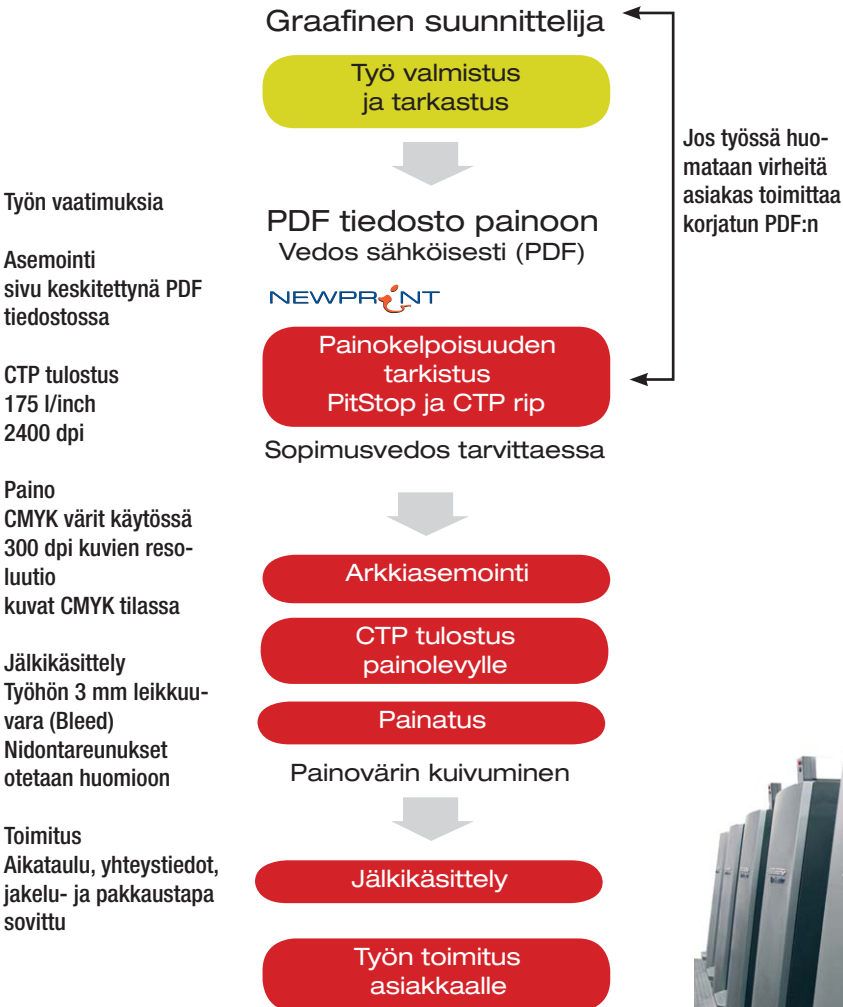 Graafinen suunnittelija
Työ valmistus
ja tarkastus
Jos työssä huo-
mataan virheitä
asiakas toimittaa
korjatun PDF:n
PDF tiedosto painoon
Vedos sähköisesti (PDF)
NEWPRINT
Painokelpoisuuden
tarkistus
PitStop ja CTP rip
Sopimusvedos tarvittaessa
Arkkiasemointi
CTP tulostus
painolevylle
Painatus
Painovärin kuivuminen
Jälkikäsittely
Työn toimitus
asiakkaalle
Työn vaatimuksia
Asemointi
sivu keskitettynä PDF
tiedostossa
CTP tulostus
175 l/inch
2400 dpi
Paino
CMYK värit käytössä
300 dpi kuvien reso-
luutio
kuvat CMYK tilassa
Jälkikäsittely
Työhön 3 mm leikkuu-
vara (Bleed)
Nidontareunukset
otetaan huomioon
Toimitus
Aikataulu, yhteystiedot,
jakelu- ja pakkaustapa
sovittu